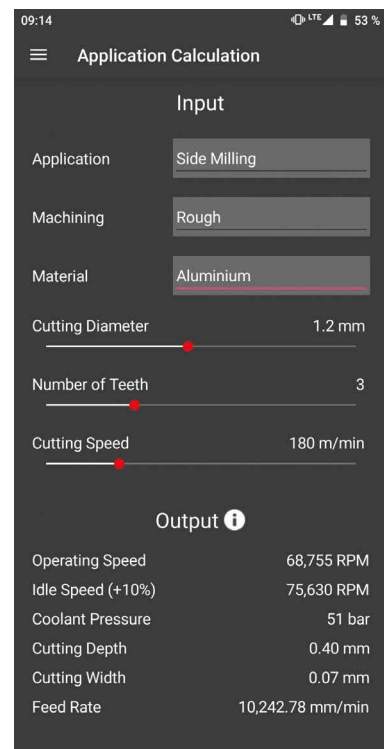 09:14 LTE 53 %
Application Calculation
Input
Application Side Milling
Machining Rough
Material Aluminium
Cutting Diameter 1.2 mm
Number of Teeth 3
Cutting Speed 180 m/min
Output i
Operating Speed 68,755 RPM
Idle Speed (+10%) 75,630 RPM
Coolant Pressure 51 bar
Cutting Depth 0.40 mm
Cutting Width 0.07 mm
Feed Rate 10,242.78 mm/min